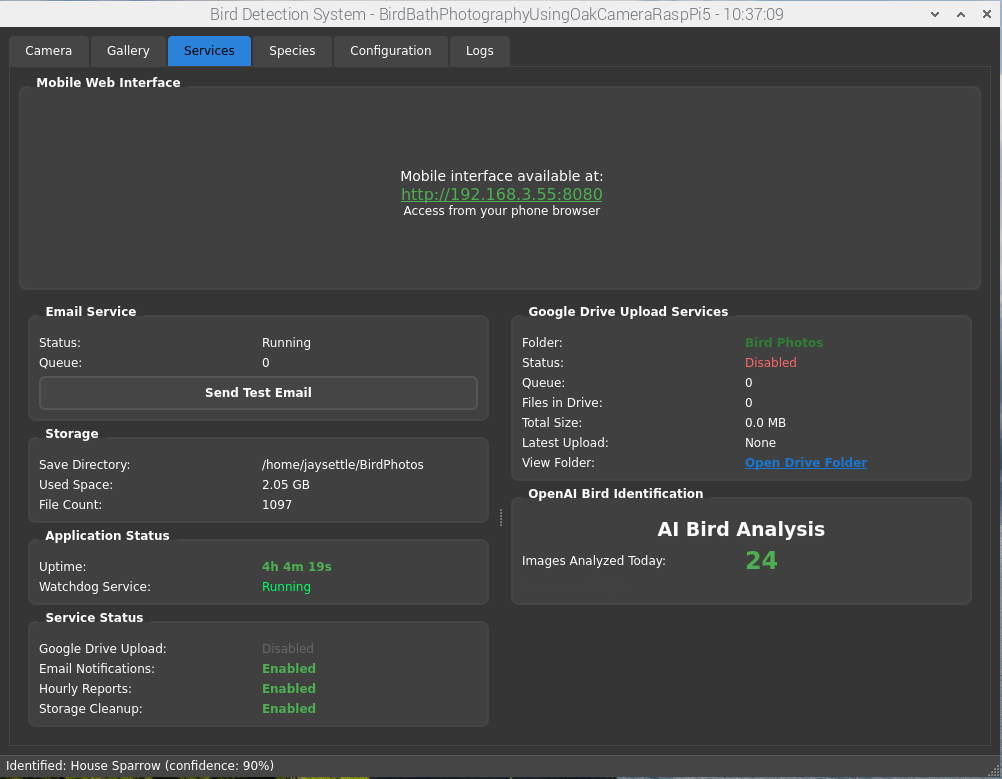 Bird Detection System - BirdBathPhotographyUsingOakCameraRaspPi5 - 10:37:09
Camera Gallery Services Species Configuration Logs
Mobile Web Interface
Mobile interface available at:
http://192.168.3.55:8080
Access from your phone browser
Email Service
Status: Running
Queue: 0
Send Test Email
Storage
Save Directory: /home/jaysettle/BirdPhotos
Used Space: 2.05 GB
File Count: 1097
Application Status
Uptime: 4h 4m 19s
Watchdog Service: Running
Service Status
Google Drive Upload: Disabled
Email Notifications: Enabled
Hourly Reports: Enabled
Storage Cleanup: Enabled
Google Drive Upload Services
Folder: Bird Photos
Status: Disabled
Queue: 0
Files in Drive: 0
Total Size: 0.0 MB
Latest Upload: None
View Folder: Open Drive Folder
OpenAI Bird Identification
AI Bird Analysis
Images Analyzed Today: 24
Identified: House Sparrow (confidence: 90%)